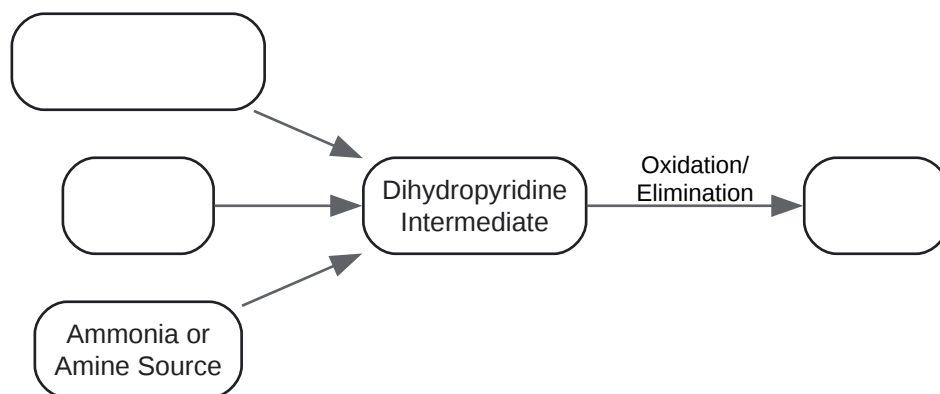 Dihydropyridine
Intermediate
Oxidation/
Elimination
Ammonia or
Amine Source